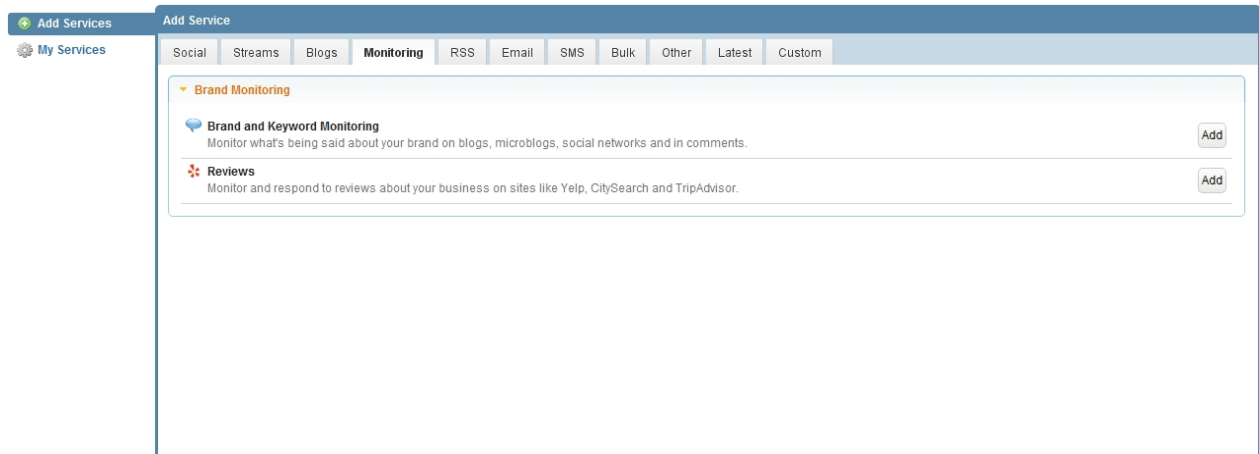 Add Services
My Services
Add Service
Social Streams Blogs Monitoring RSS Email SMS Bulk Other Latest Custom
Brand Monitoring
Brand and Keyword Monitoring
Monitor what's being said about your brand on blogs, microblogs, social networks and in comments.
Add
Reviews
Monitor and respond to reviews about your business on sites like Yelp, CitySearch and TripAdvisor.
Add